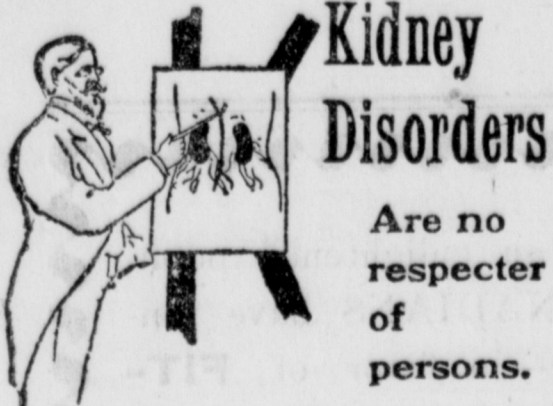 Kidney
Disorders
Are no
respecter
of
persons.